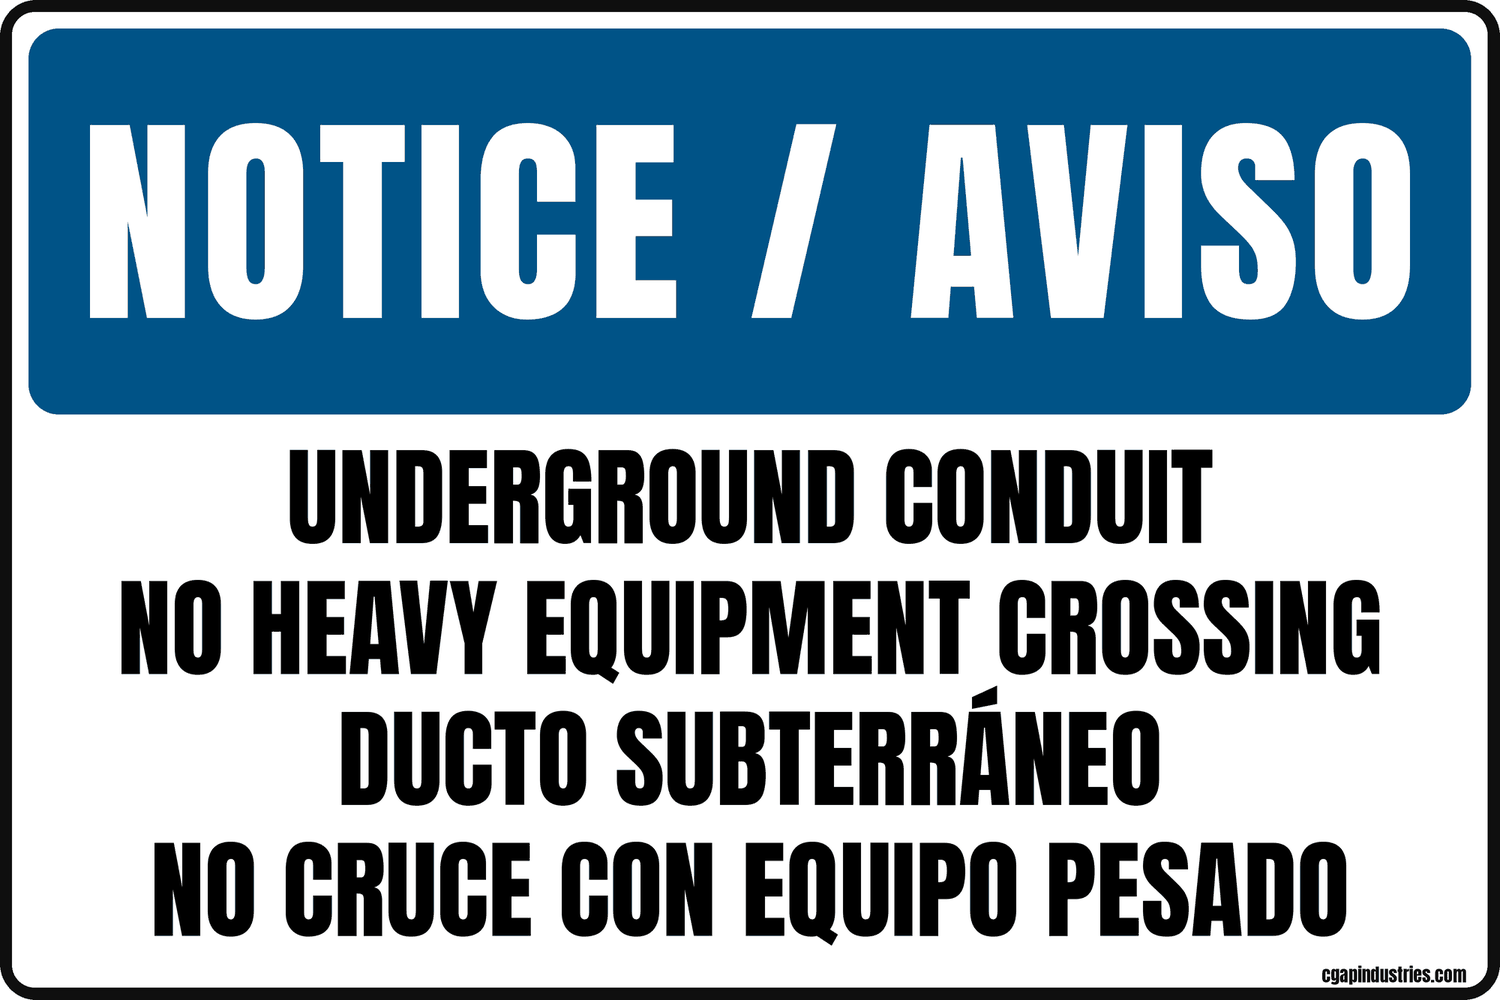 NOTICE / AVISO
UNDERGROUND CONDUIT
NO HEAVY EQUIPMENT CROSSING
DUCTO SUBTERRÁNEO
NO CRUCE CON EQUIPO PESADO
cgapindustries.com